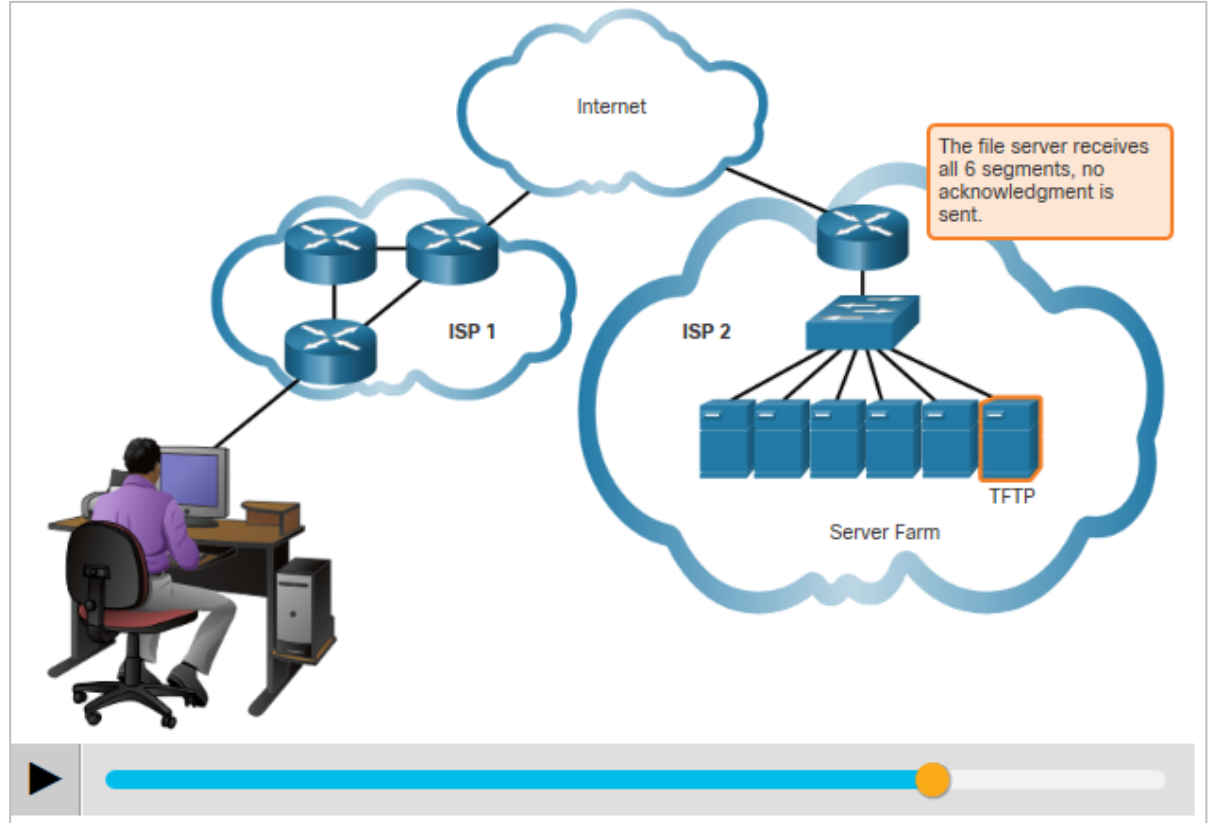 Internet
The file server receives
all 6 segments, no
acknowledgment is
sent.
ISP 1
ISP 2
TFTP
Server Farm